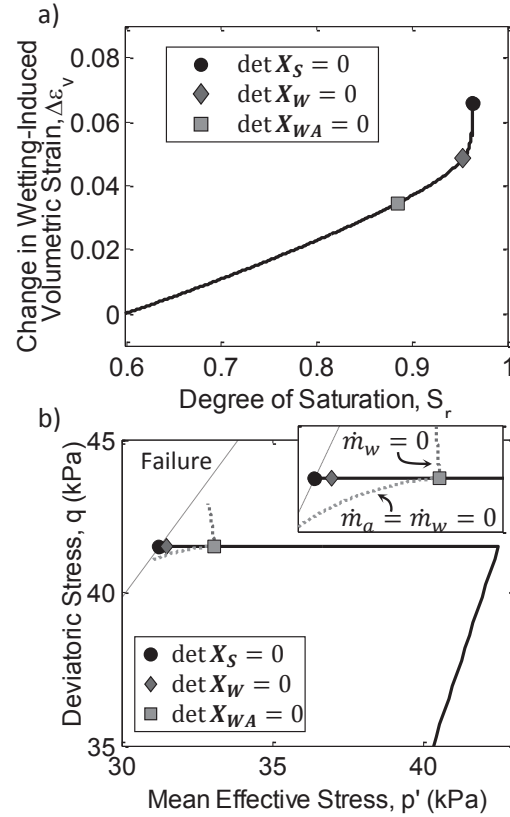 a)
Change in Wetting-Induced
Volumetric Strain,Δε_v
0.08
0.06
0.04
0.02
0
det X_S = 0
det X_W = 0
det X_WA = 0
0.6 0.7 0.8 0.9 1
Degree of Saturation, S_r
b)
Deviatoric Stress, q (kPa)
45
40
35
Failure
ṁ_w = 0
ṁ_a = ṁ_w = 0
det X_S = 0
det X_W = 0
det X_WA = 0
30 35 40
Mean Effective Stress, p' (kPa)